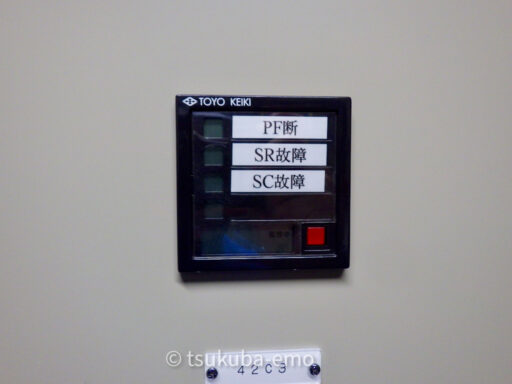 TOYO KEIKI
PF断
SR故障
SC故障
42C3
© tsukuba-emo